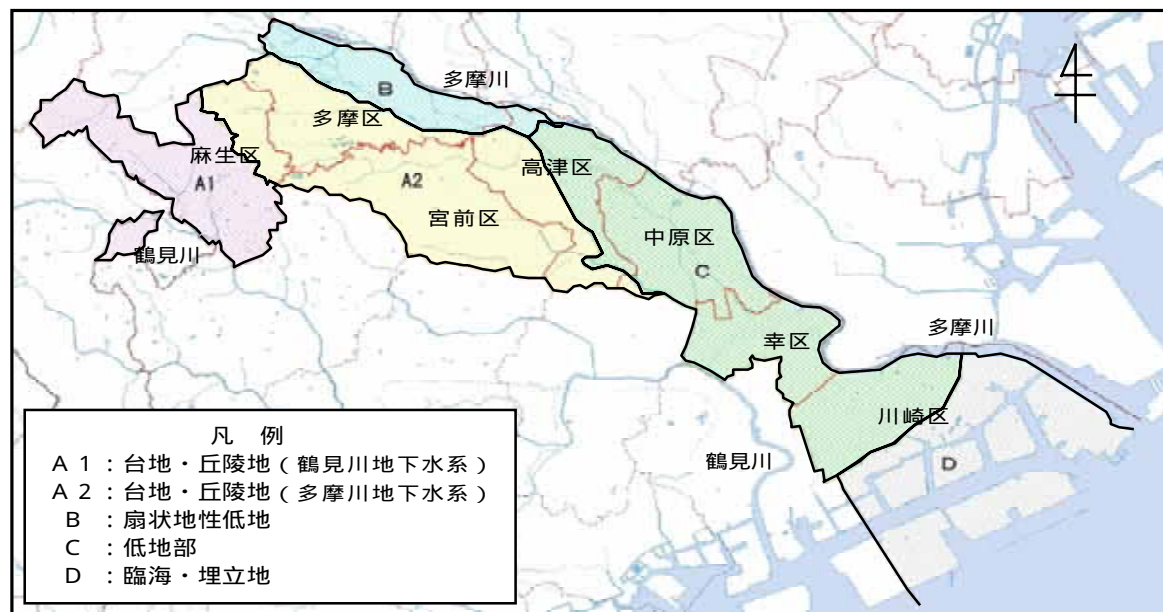 多摩川
B
多摩区
麻生区
A1
A2
高津区
宮前区
鶴見川
中原区
C
多摩川
幸区
川崎区
鶴見川
D
凡 例
A 1 : 台地・丘陵地 ( 鶴見川地下水系 )
A 2 : 台地・丘陵地 ( 多摩川地下水系 )
B : 扇状地性低地
C : 低地部
D : 臨海・埋立地